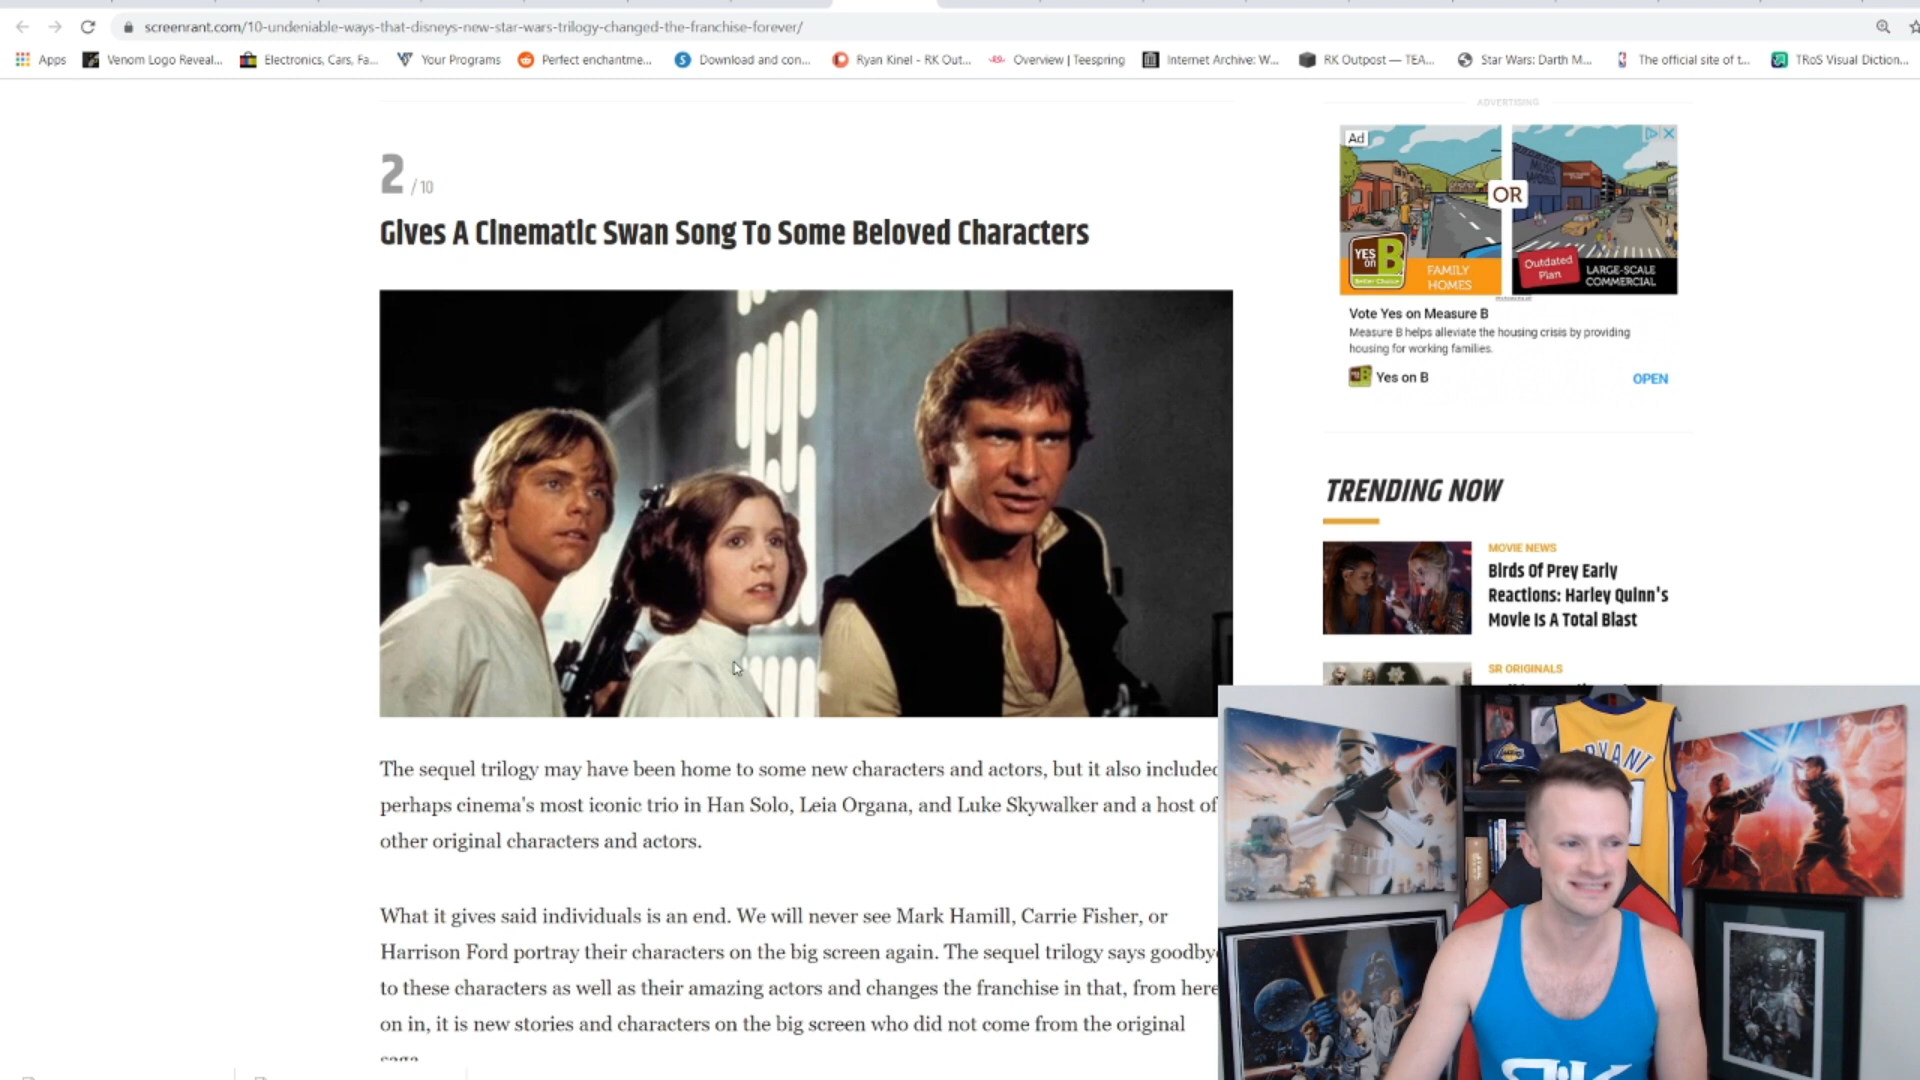 screenrant.com/10-undeniable-ways-that-disneys-new-star-wars-trilogy-changed-the-franchise-forever/
Apps
Venom Logo Reveal...
Electronics, Cars, Fa...
Your Programs
Perfect enchantme...
Download and con...
Ryan Kinel - RK Out...
Overview | Teespring
Internet Archive: W...
RK Outpost — TEA...
Star Wars: Darth M...
The official site of t...
TRoS Visual Diction...
2 / 10
Gives A Cinematic Swan Song To Some Beloved Characters
The sequel trilogy may have been home to some new characters and actors, but it also included
perhaps cinema's most iconic trio in Han Solo, Leia Organa, and Luke Skywalker and a host of
other original characters and actors.
What it gives said individuals is an end. We will never see Mark Hamill, Carrie Fisher, or
Harrison Ford portray their characters on the big screen again. The sequel trilogy says goodbye
to these characters as well as their amazing actors and changes the franchise in that, from here
on in, it is new stories and characters on the big screen who did not come from the original
saga
ADVERTISING
Ad
OR
YES
on
B
Better Choice
FAMILY
HOMES
Outdated
Plan
LARGE-SCALE
COMMERCIAL
Vote Yes on Measure B
Measure B helps alleviate the housing crisis by providing
housing for working families.
Yes on B
OPEN
TRENDING NOW
MOVIE NEWS
Birds Of Prey Early
Reactions: Harley Quinn's
Movie Is A Total Blast
SR ORIGINALS
RYANT
RK